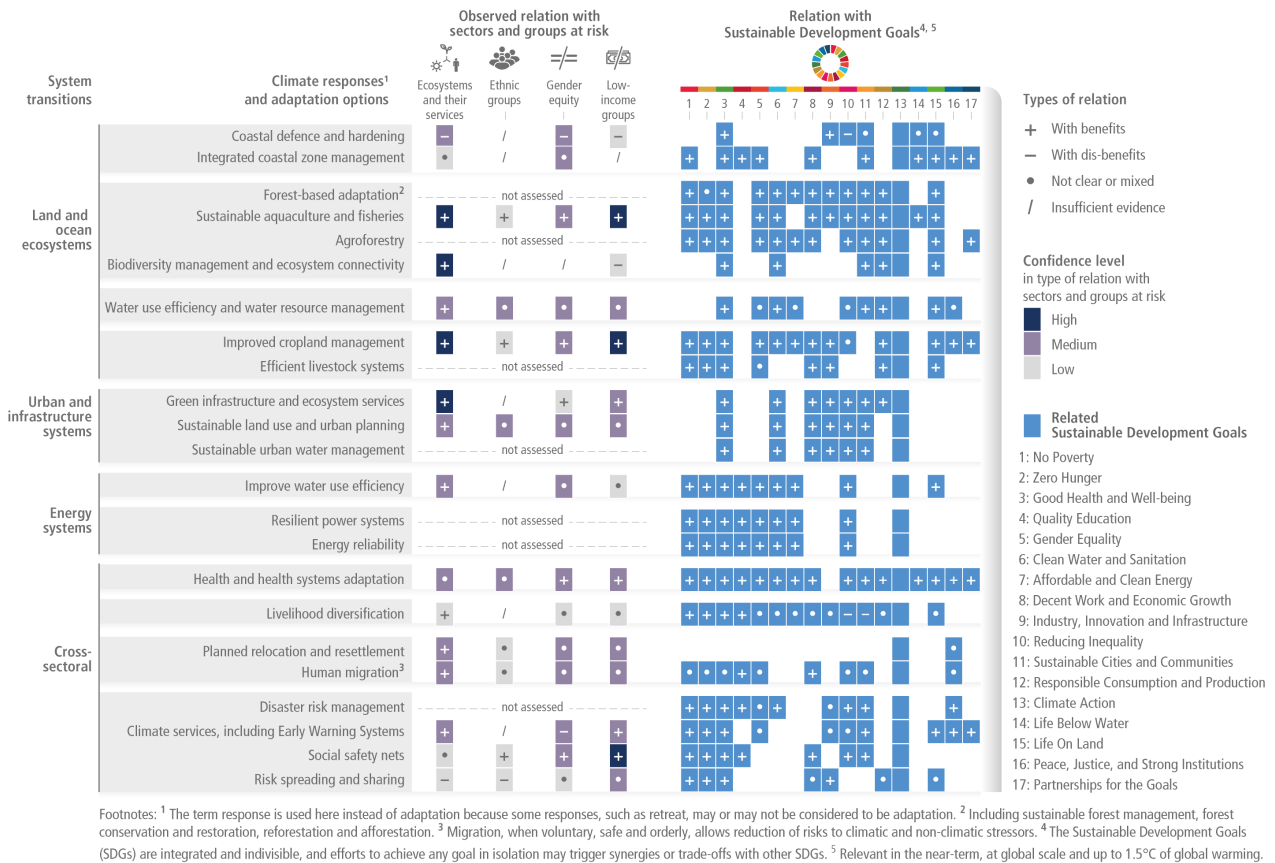 Observed relation with
sectors and groups at risk
Relation with
Sustainable Development Goals4, 5
System
transitions
Climate responses1
and adaptation options
Ecosystems
and their
services
Ethnic
groups
Gender
equity
Low-
income
groups
1 2 3 4 5 6 7 8 9 10 11 12 13 14 15 16 17
Land and
ocean
ecosystems
Coastal defence and hardening
Integrated coastal zone management
Forest-based adaptation2
not assessed
Sustainable aquaculture and fisheries
Agroforestry
not assessed
Biodiversity management and ecosystem connectivity
Water use efficiency and water resource management
Improved cropland management
Efficient livestock systems
not assessed
Urban and
infrastructure
systems
Green infrastructure and ecosystem services
Sustainable land use and urban planning
Sustainable urban water management
not assessed
Energy
systems
Improve water use efficiency
Resilient power systems
not assessed
Energy reliability
not assessed
Cross-
sectoral
Health and health systems adaptation
Livelihood diversification
Planned relocation and resettlement
Human migration3
Disaster risk management
not assessed
Climate services, including Early Warning Systems
Social safety nets
Risk spreading and sharing
Types of relation
+ With benefits
− With dis-benefits
• Not clear or mixed
/ Insufficient evidence
Confidence level
in type of relation with
sectors and groups at risk
High
Medium
Low
Related
Sustainable Development Goals
1: No Poverty
2: Zero Hunger
3: Good Health and Well-being
4: Quality Education
5: Gender Equality
6: Clean Water and Sanitation
7: Affordable and Clean Energy
8: Decent Work and Economic Growth
9: Industry, Innovation and Infrastructure
10: Reducing Inequality
11: Sustainable Cities and Communities
12: Responsible Consumption and Production
13: Climate Action
14: Life Below Water
15: Life On Land
16: Peace, Justice, and Strong Institutions
17: Partnerships for the Goals
Footnotes: 1 The term response is used here instead of adaptation because some responses, such as retreat, may or may not be considered to be adaptation. 2 Including sustainable forest management, forest
conservation and restoration, reforestation and afforestation. 3 Migration, when voluntary, safe and orderly, allows reduction of risks to climatic and non-climatic stressors. 4 The Sustainable Development Goals
(SDGs) are integrated and indivisible, and efforts to achieve any goal in isolation may trigger synergies or trade-offs with other SDGs. 5 Relevant in the near-term, at global scale and up to 1.5°C of global warming.